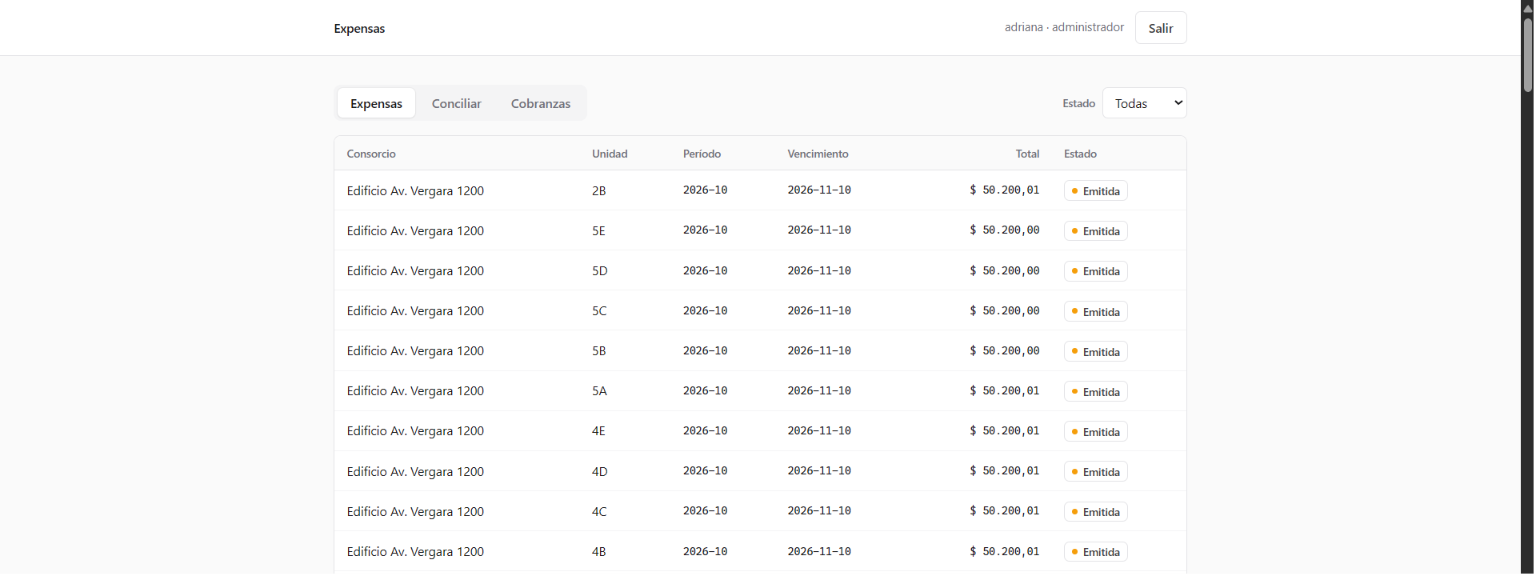 Expensas
adriana · administrador Salir
Expensas Conciliar Cobranzas Estado Todas
Consorcio Unidad Período Vencimiento Total Estado
Edificio Av. Vergara 1200 2B 2026-10 2026-11-10 $ 50.200,01 Emitida
Edificio Av. Vergara 1200 5E 2026-10 2026-11-10 $ 50.200,00 Emitida
Edificio Av. Vergara 1200 5D 2026-10 2026-11-10 $ 50.200,00 Emitida
Edificio Av. Vergara 1200 5C 2026-10 2026-11-10 $ 50.200,00 Emitida
Edificio Av. Vergara 1200 5B 2026-10 2026-11-10 $ 50.200,00 Emitida
Edificio Av. Vergara 1200 5A 2026-10 2026-11-10 $ 50.200,01 Emitida
Edificio Av. Vergara 1200 4E 2026-10 2026-11-10 $ 50.200,01 Emitida
Edificio Av. Vergara 1200 4D 2026-10 2026-11-10 $ 50.200,01 Emitida
Edificio Av. Vergara 1200 4C 2026-10 2026-11-10 $ 50.200,01 Emitida
Edificio Av. Vergara 1200 4B 2026-10 2026-11-10 $ 50.200,01 Emitida